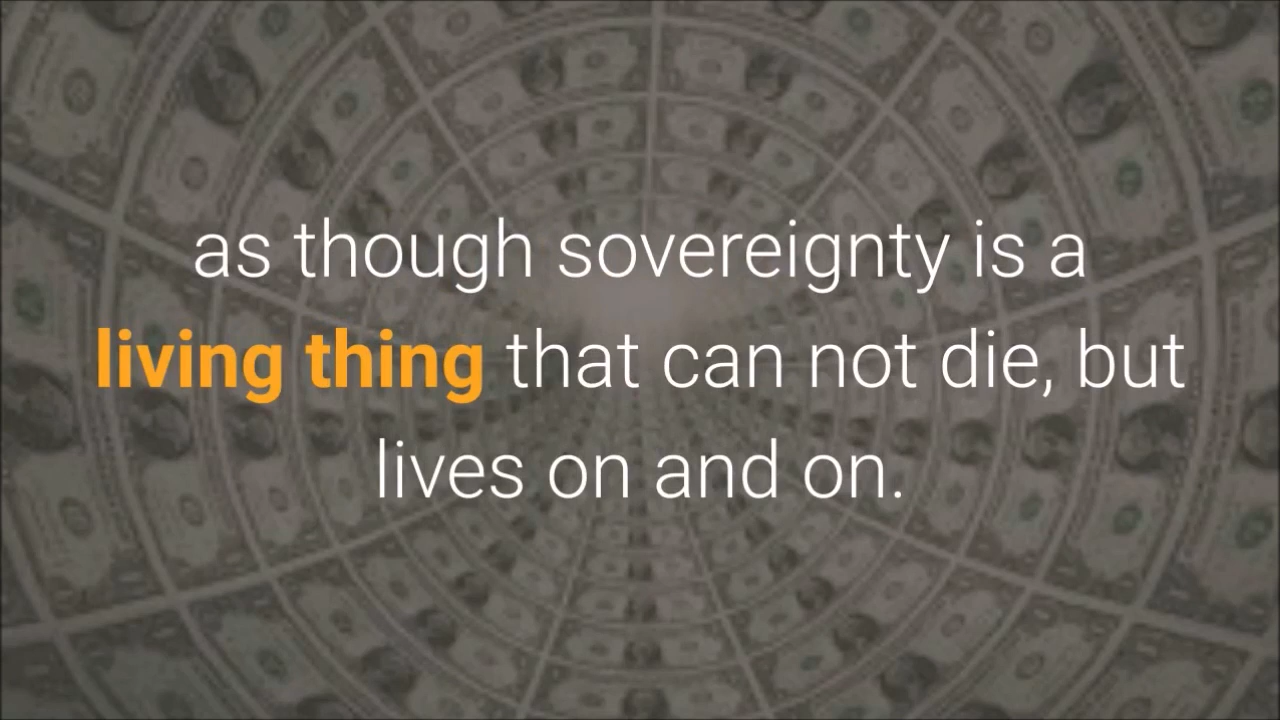 as though sovereignty is a
living thing that can not die, but
lives on and on.